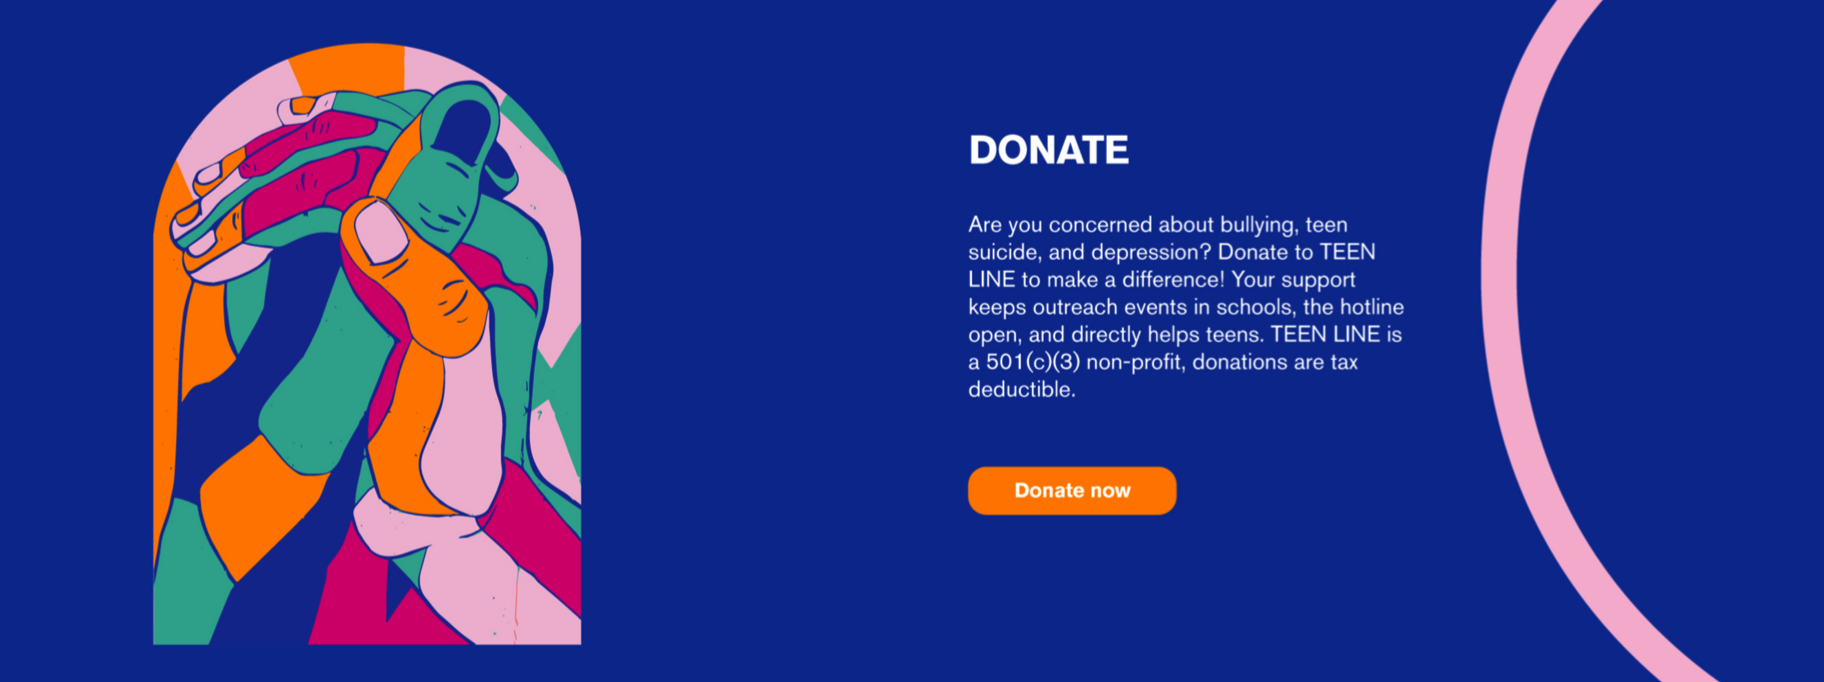 DONATE
Are you concerned about bullying, teen
suicide, and depression? Donate to TEEN
LINE to make a difference! Your support
keeps outreach events in schools, the hotline
open, and directly helps teens. TEEN LINE is
a 501(c)(3) non-profit, donations are tax
deductible.
Donate now